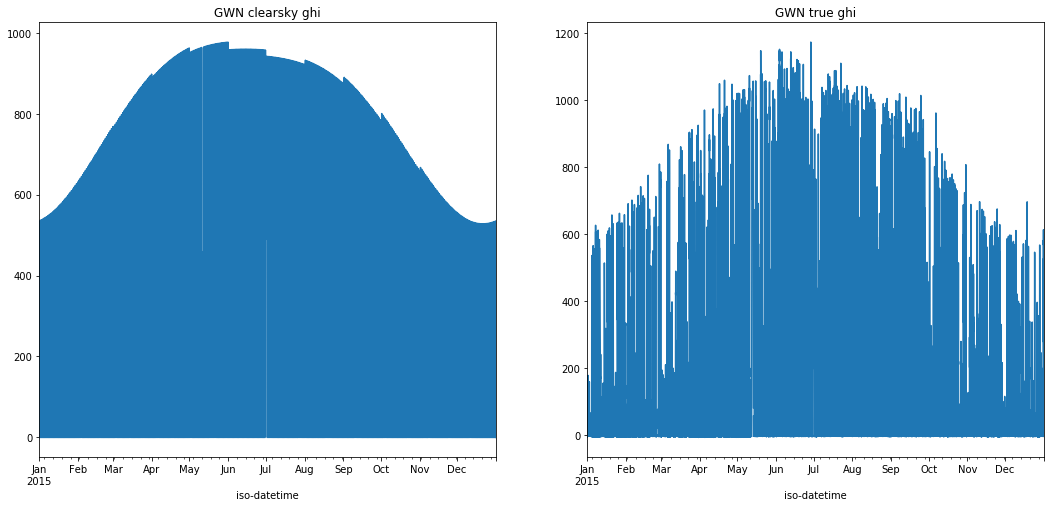 GWN clearsky ghi
1000
800
600
400
200
0
Jan Feb Mar Apr May Jun Jul Aug Sep Oct Nov Dec
2015
iso-datetime
GWN true ghi
1200
1000
800
600
400
200
0
Jan Feb Mar Apr May Jun Jul Aug Sep Oct Nov Dec
2015
iso-datetime